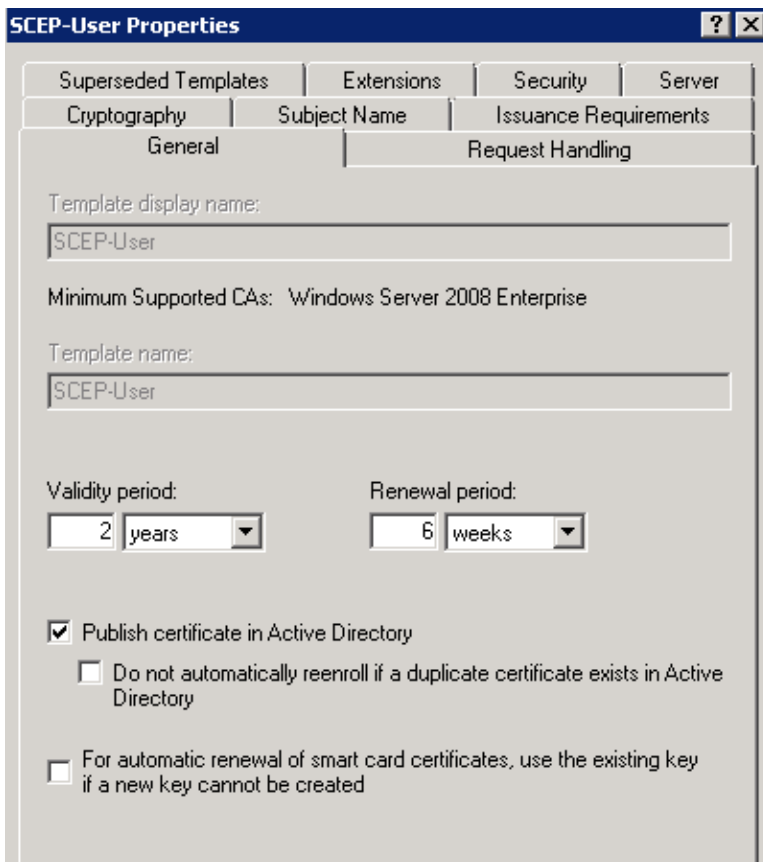 SCEP-User Properties
? X
Superseded Templates Extensions Security Server
Cryptography Subject Name Issuance Requirements
General Request Handling
Template display name:
SCEP-User
Minimum Supported CAs: Windows Server 2008 Enterprise
Template name:
SCEP-User
Validity period: Renewal period:
2 years 6 weeks
Publish certificate in Active Directory
Do not automatically reenroll if a duplicate certificate exists in Active
Directory
For automatic renewal of smart card certificates, use the existing key
if a new key cannot be created